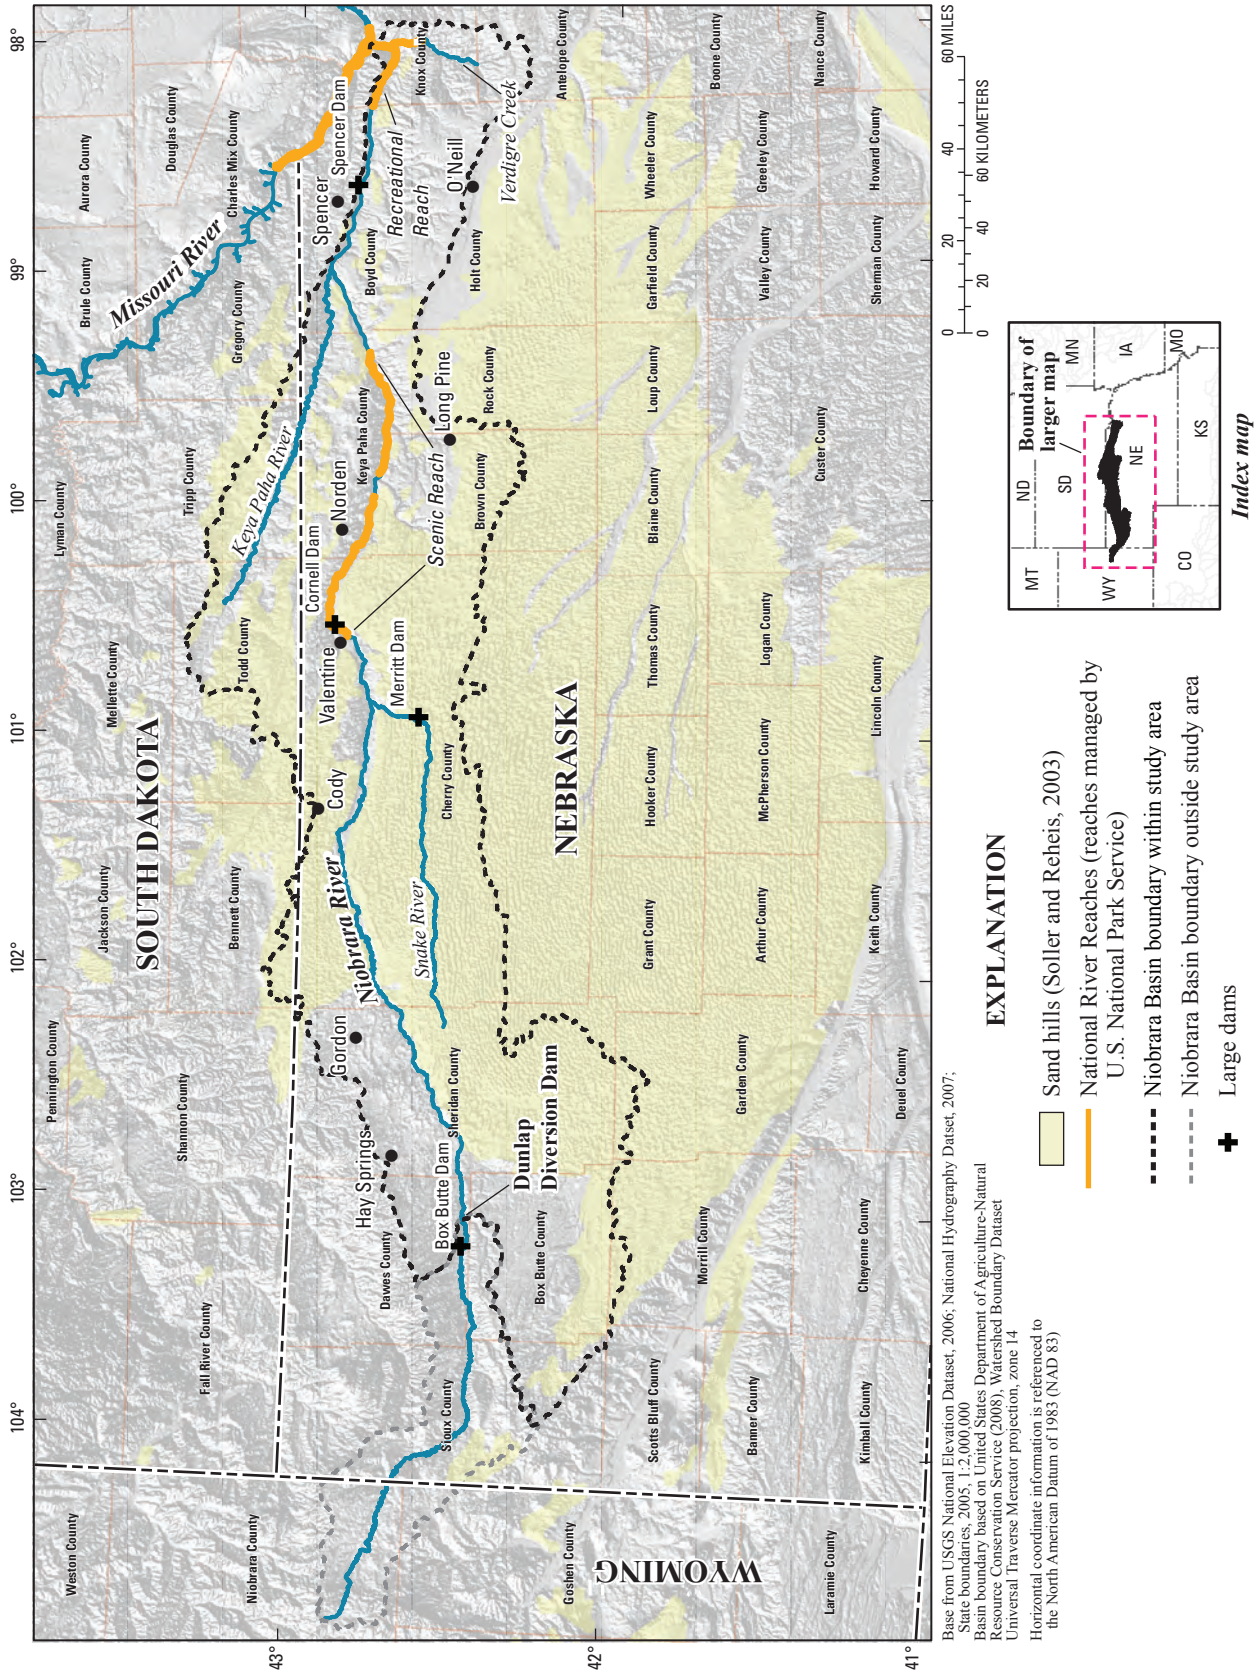 104°
103°
102°
101°
100°
99°
98°
43°
42°
41°
Weston County
Niobrara County
Goshen County
Laramie County
WYOMING
Fall River County
Shannon County
Pennington County
Jackson County
Bennett County
Mellette County
Todd County
Lyman County
Tripp County
Gregory County
Brule County
Aurora County
Douglas County
Charles Mix County
SOUTH DAKOTA
Missouri River
Keya Paha River
Niobrara River
Snake River
Verdigre Creek
Hay Springs
Gordon
Cody
Valentine
Cornell Dam
Norden
Merritt Dam
Long Pine
Spencer
Spencer Dam
O'Neill
Box Butte Dam
Dunlap
Diversion Dam
Scenic Reach
Recreational
Reach
Sioux County
Dawes County
Sheridan County
Cherry County
Keya Paha County
Boyd County
Knox County
Antelope County
Holt County
Rock County
Brown County
Box Butte County
NEBRASKA
Scotts Bluff County
Morrill County
Garden County
Grant County
Hooker County
Thomas County
Blaine County
Loup County
Garfield County
Wheeler County
Boone County
Banner County
Arthur County
McPherson County
Logan County
Custer County
Valley County
Greeley County
Nance County
Kimball County
Cheyenne County
Deuel County
Keith County
Lincoln County
Sherman County
Howard County
Base from USGS National Elevation Dataset, 2006; National Hydrography Datset, 2007;
State boundaries, 2005, 1:2,000,000
Basin boundary based on United States Department of Agriculture-Natural
Resource Conservation Service (2008), Watershed Boundary Dataset
Universal Traverse Mercator projection, zone 14
Horizontal coordinate information is referenced to
the North American Datum of 1983 (NAD 83)
0 20 40 60 MILES
0 20 40 60 KILOMETERS
EXPLANATION
Sand hills (Soller and Reheis, 2003)
National River Reaches (reaches managed by
U.S. National Park Service)
Niobrara Basin boundary within study area
Niobrara Basin boundary outside study area
Large dams
MT
ND
MN
SD
Boundary of
larger map
WY
NE
IA
CO
KS
MO
Index map